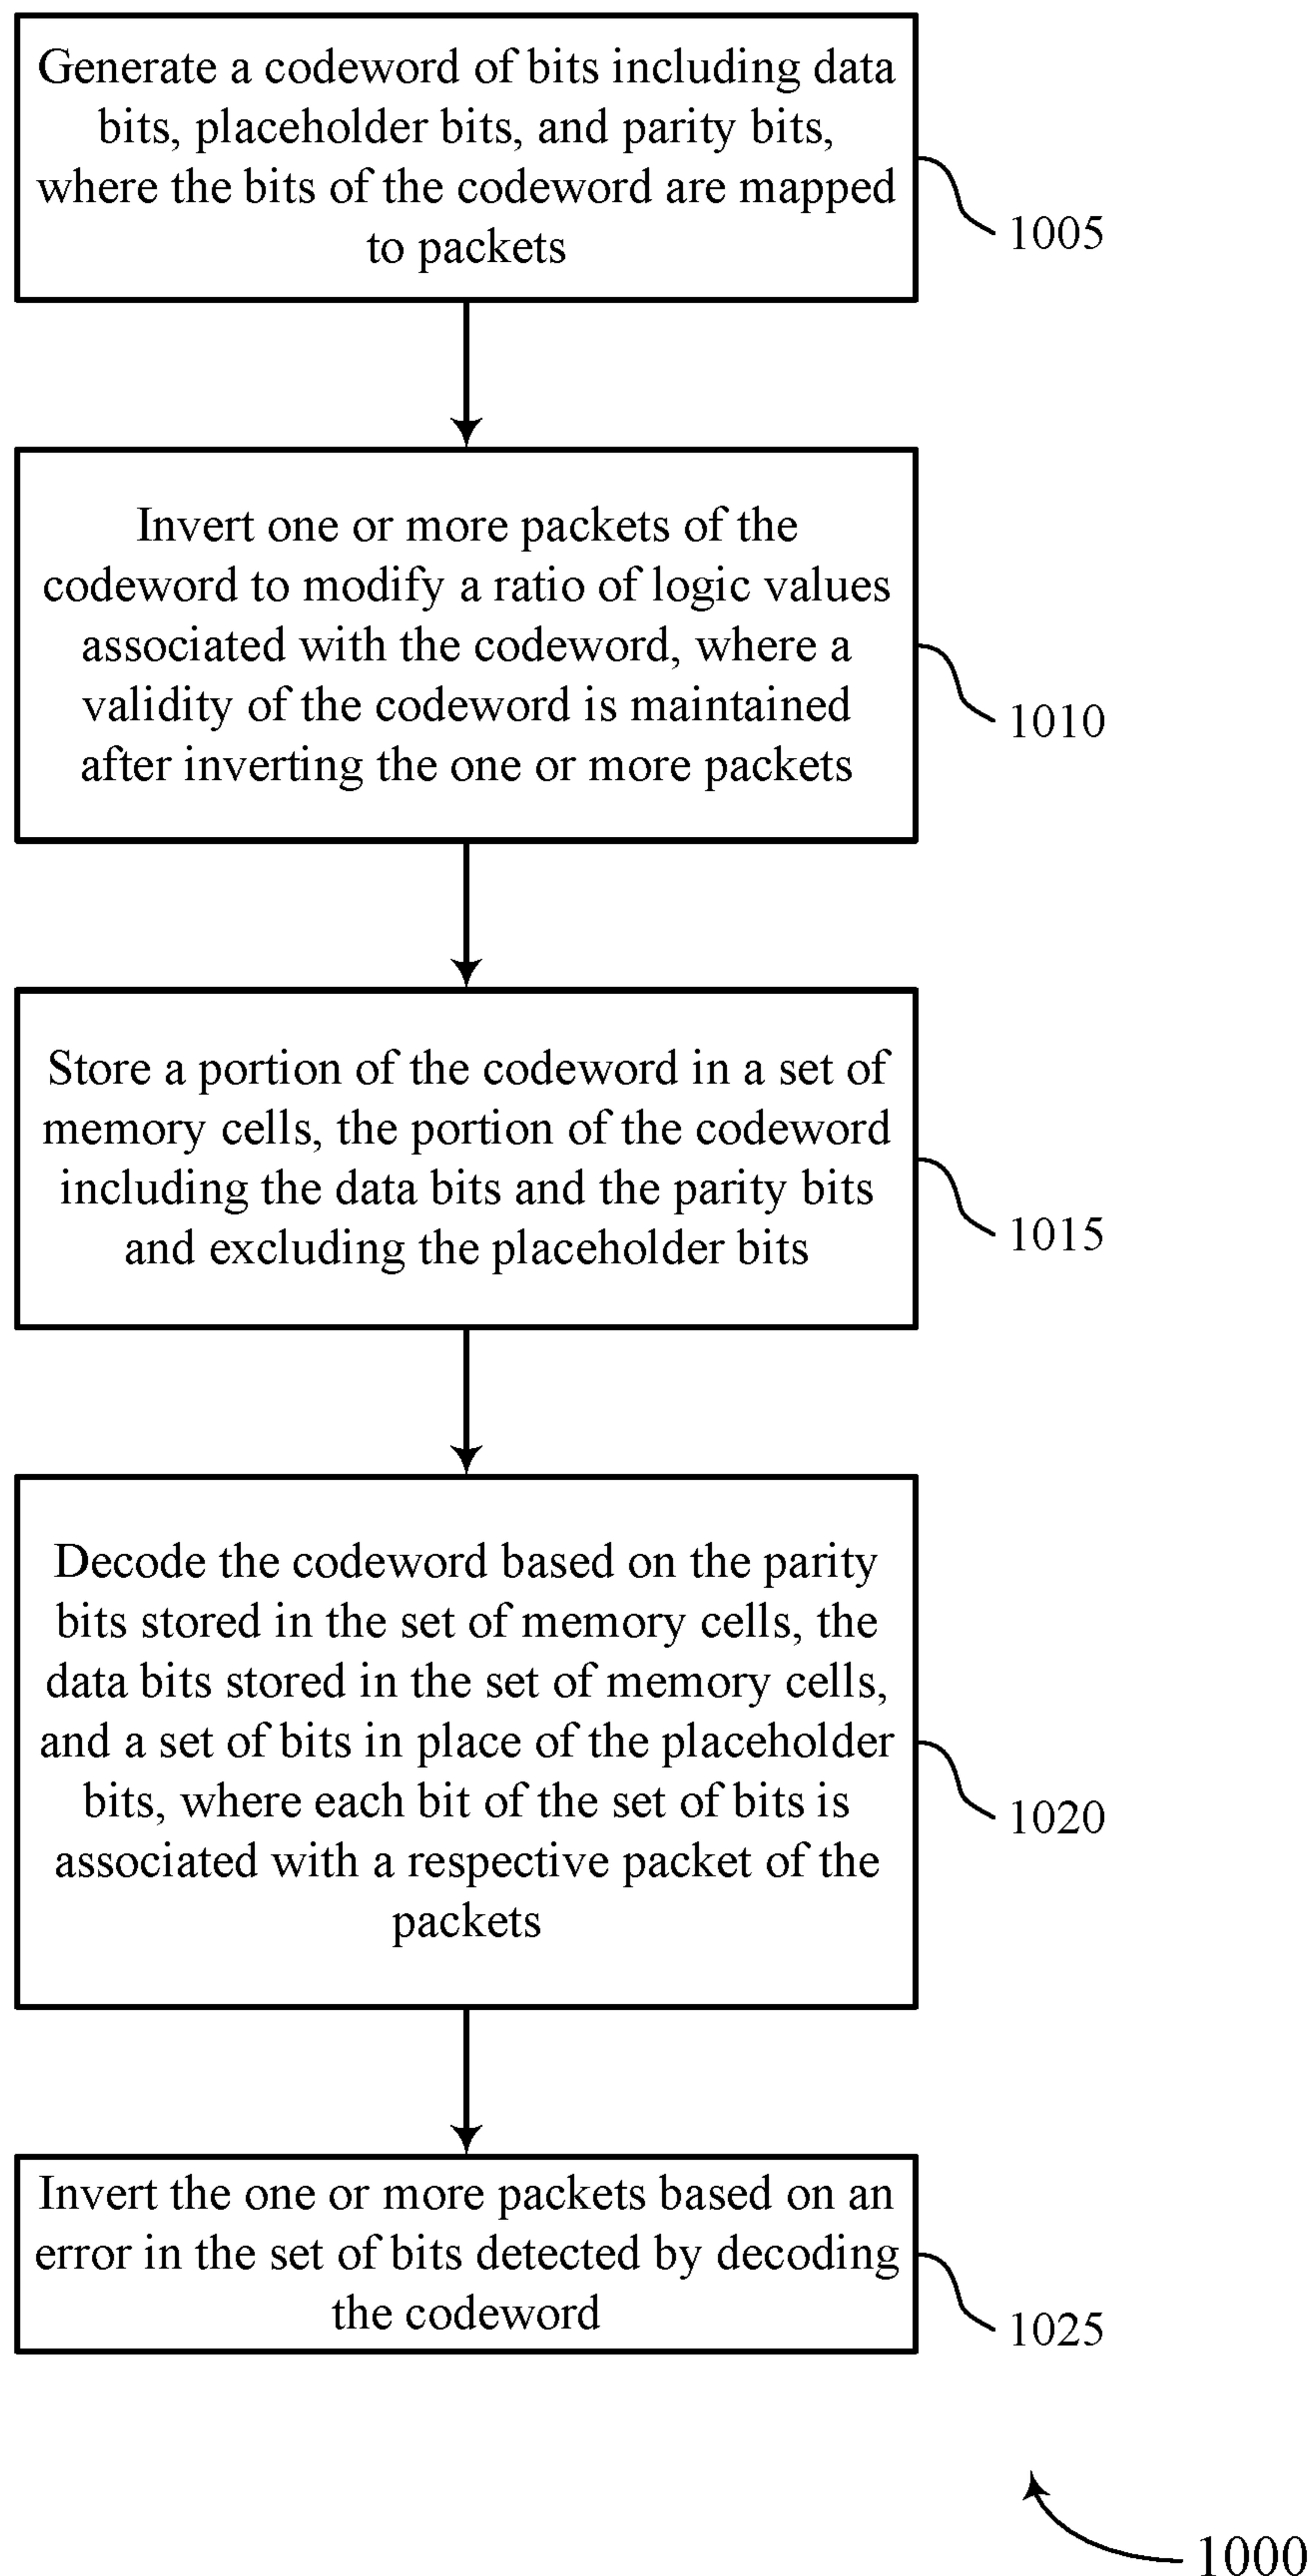 Generate a codeword of bits including data
bits, placeholder bits, and parity bits,
where the bits of the codeword are mapped
to packets
1005
Invert one or more packets of the
codeword to modify a ratio of logic values
associated with the codeword, where a
validity of the codeword is maintained
after inverting the one or more packets
1010
Store a portion of the codeword in a set of
memory cells, the portion of the codeword
including the data bits and the parity bits
and excluding the placeholder bits
1015
Decode the codeword based on the parity
bits stored in the set of memory cells, the
data bits stored in the set of memory cells,
and a set of bits in place of the placeholder
bits, where each bit of the set of bits is
associated with a respective packet of the
packets
1020
Invert the one or more packets based on an
error in the set of bits detected by decoding
the codeword
1025
1000